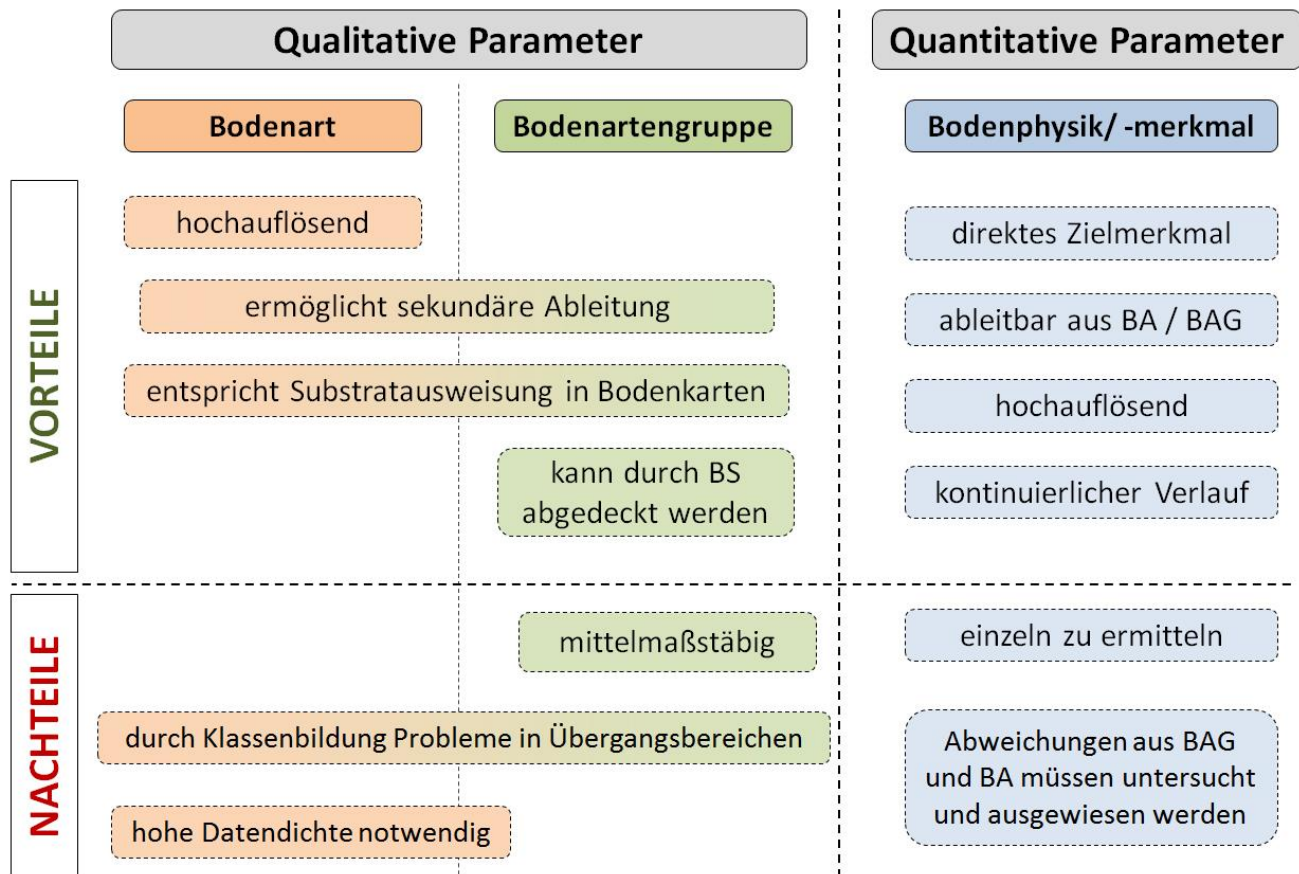 Qualitative Parameter
Quantitative Parameter
Bodenart
Bodenartengruppe
Bodenphysik/ -merkmal
VORTEILE
hochauflösend
direktes Zielmerkmal
ermöglicht sekundäre Ableitung
ableitbar aus BA / BAG
entspricht Substratausweisung in Bodenkarten
hochauflösend
kann durch BS
abgedeckt werden
kontinuierlicher Verlauf
NACHTEILE
mittelmaßstäbig
einzeln zu ermitteln
durch Klassenbildung Probleme in Übergangsbereichen
Abweichungen aus BAG
und BA müssen untersucht
und ausgewiesen werden
hohe Datendichte notwendig